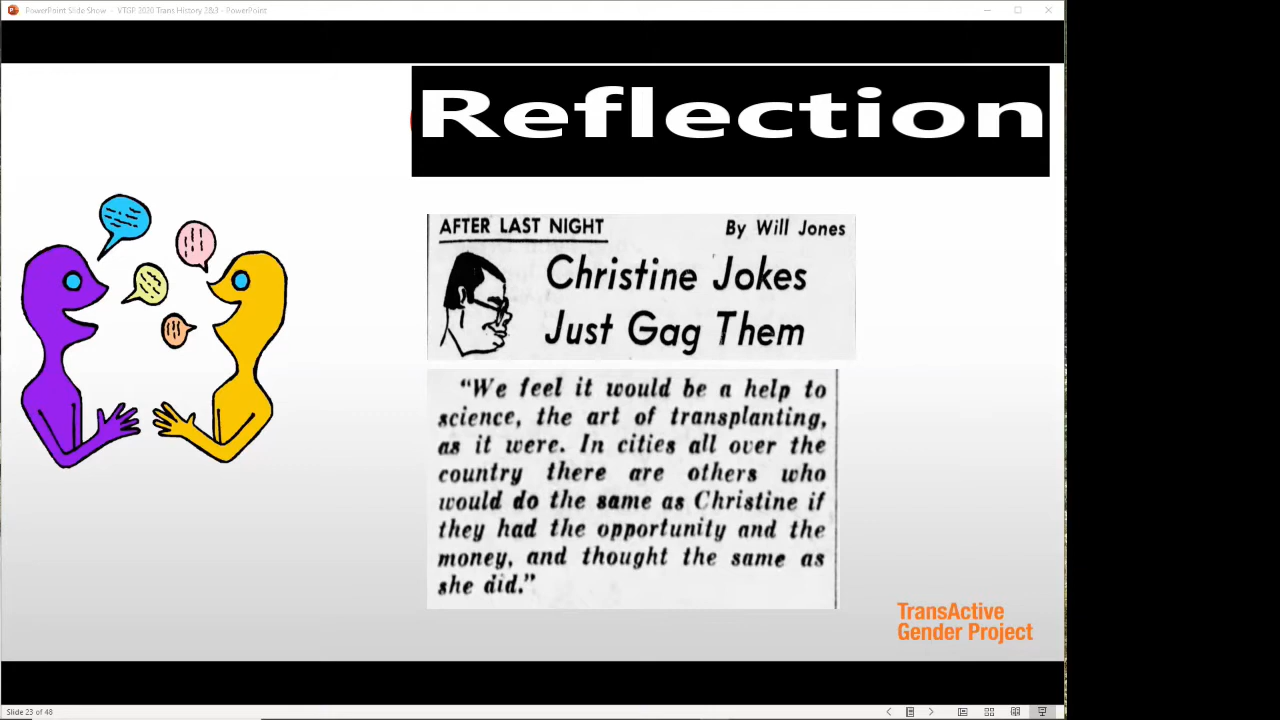 PowerPoint Slide Show - VTGP 2020 Trans History 2&3 - PowerPoint
Reflection
AFTER LAST NIGHT By Will Jones
Christine Jokes
Just Gag Them
"We feel it would be a help to
science, the art of transplanting,
as it were. In cities all over the
country there are others who
would do the same as Christine if
they had the opportunity and the
money, and thought the same as
she did."
TransActive
Gender Project
Slide 23 of 48